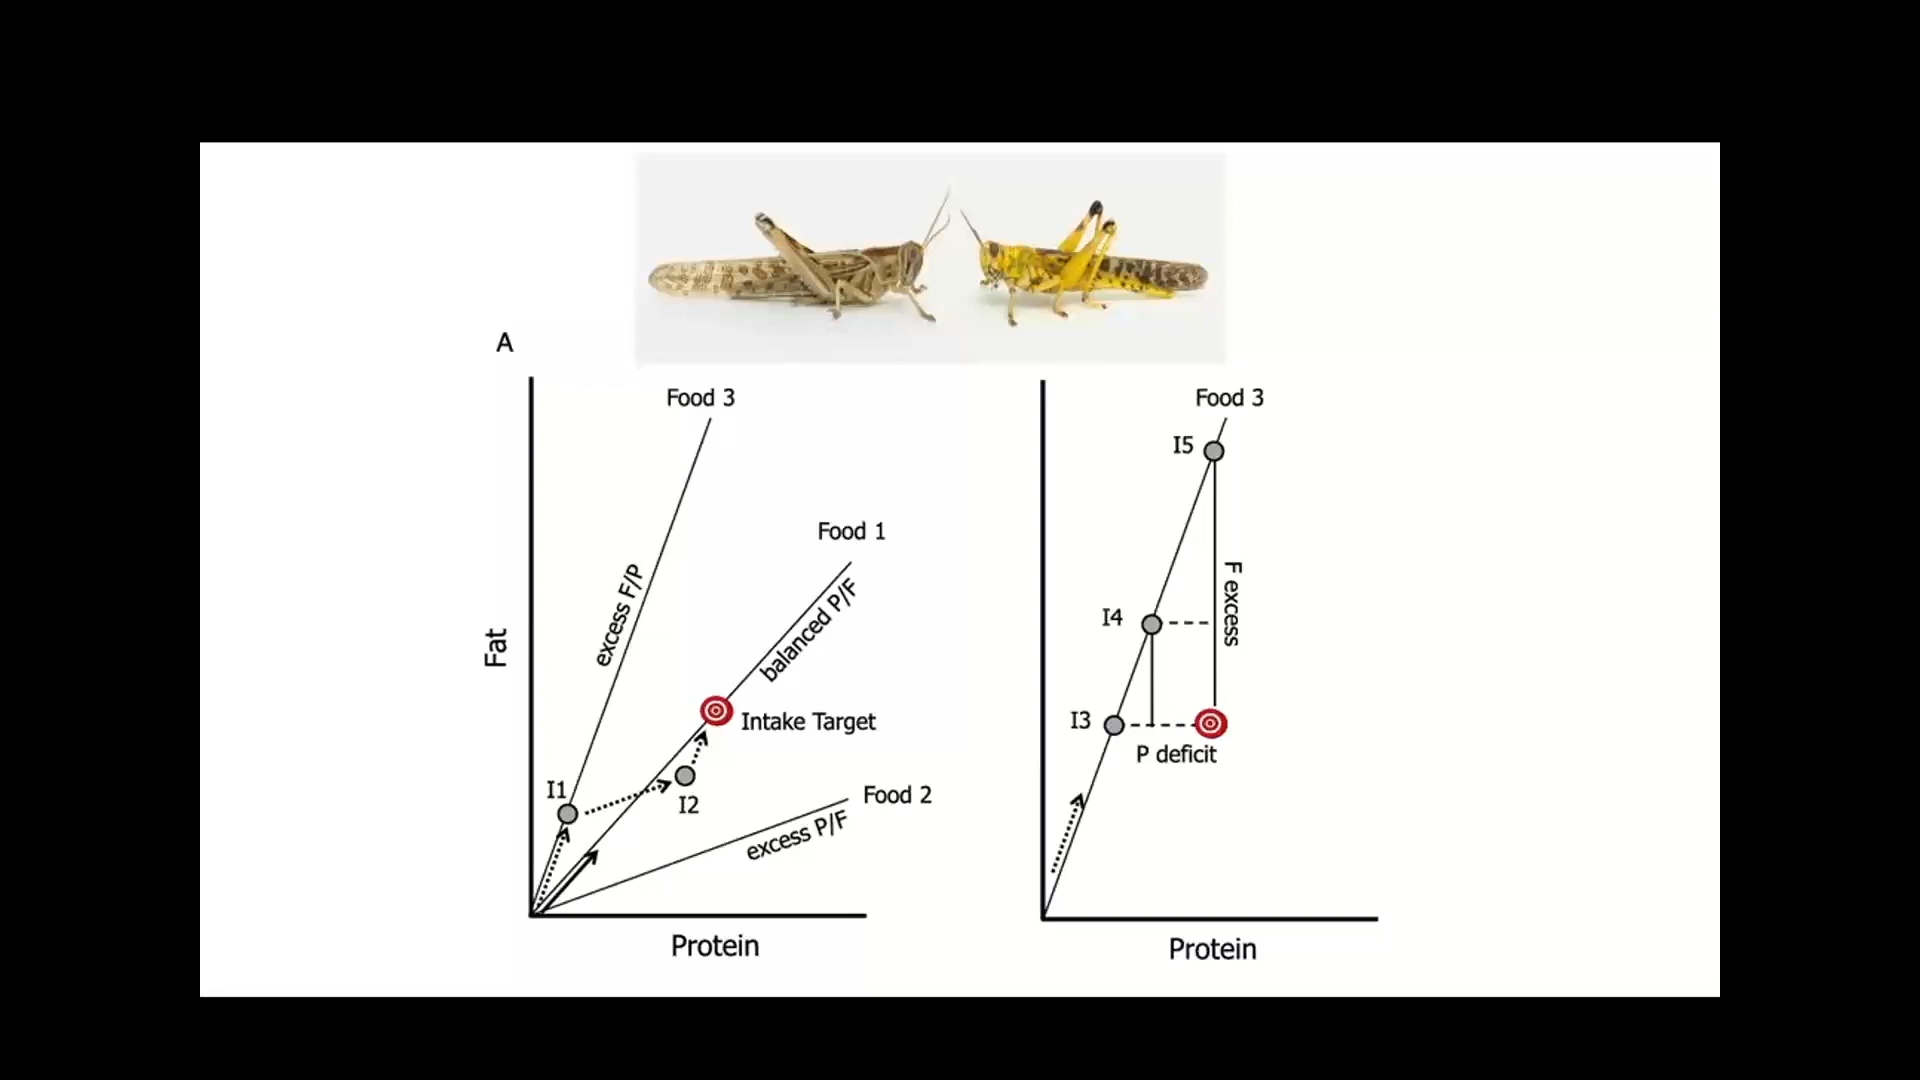 A
Food 3
Food 1
excess F/P
balanced P/F
Fat
Intake Target
I1
I2
Food 2
excess P/F
Protein
Food 3
I5
F excess
I4
I3
P deficit
Protein